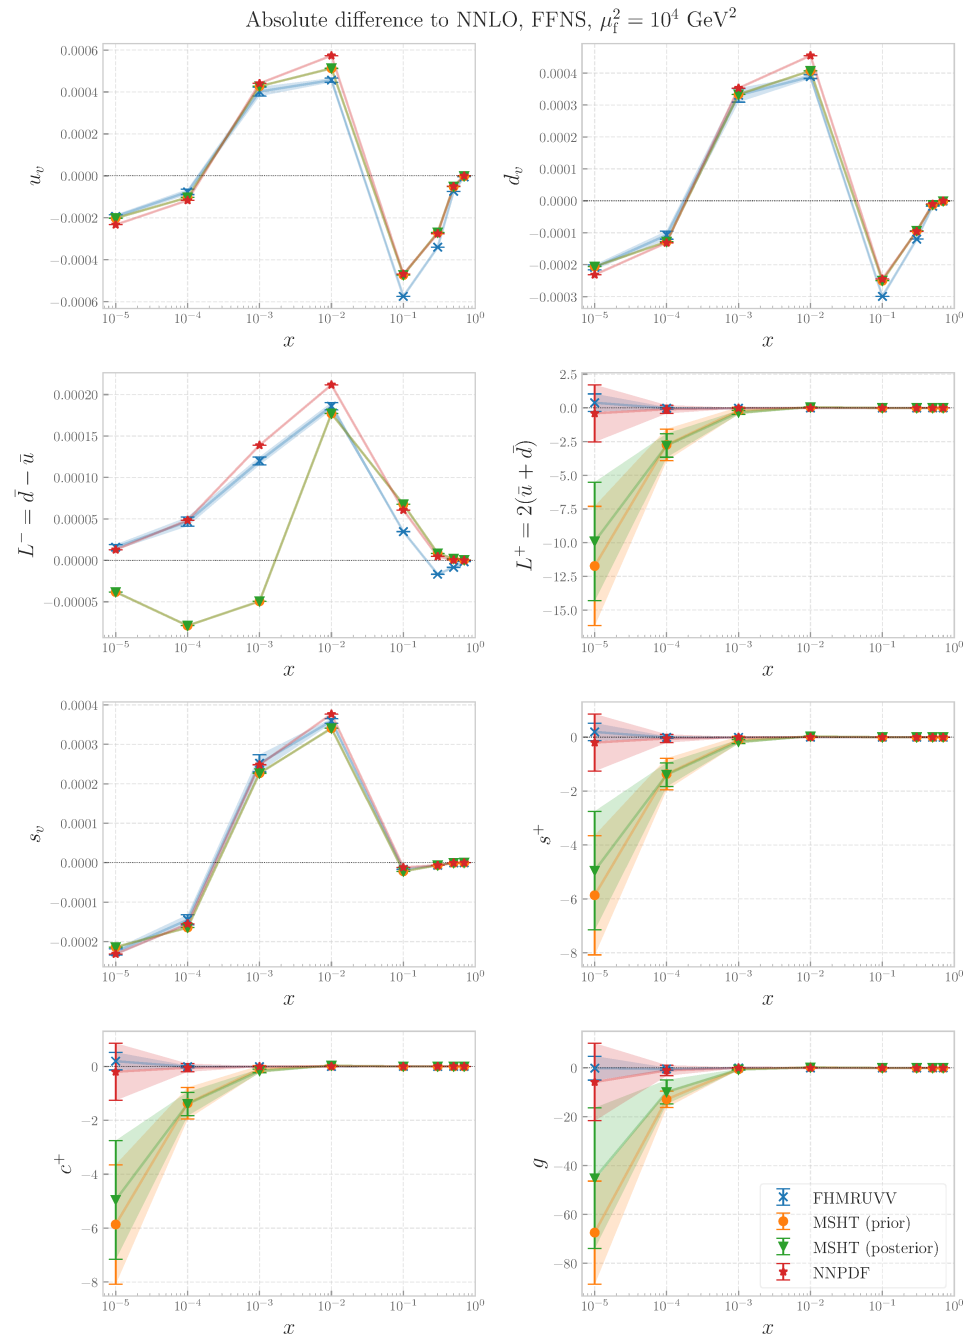 Absolute difference to NNLO, FFNS, μ_f^2 = 10^4 GeV^2
0.0006
0.0004
0.0002
0.0000
−0.0002
−0.0004
−0.0006
u_v
10^−5 10^−4 10^−3 10^−2 10^−1 10^0
x
0.0004
0.0003
0.0002
0.0001
0.0000
−0.0001
−0.0002
−0.0003
d_v
10^−5 10^−4 10^−3 10^−2 10^−1 10^0
x
0.00020
0.00015
0.00010
0.00005
0.00000
−0.00005
L^− = d̄ − ū
10^−5 10^−4 10^−3 10^−2 10^−1 10^0
x
2.5
0.0
−2.5
−5.0
−7.5
−10.0
−12.5
−15.0
L^+ = 2(ū + d̄)
10^−5 10^−4 10^−3 10^−2 10^−1 10^0
x
0.0004
0.0003
0.0002
0.0001
0.0000
−0.0001
−0.0002
s_v
10^−5 10^−4 10^−3 10^−2 10^−1 10^0
x
0
−2
−4
−6
−8
s^+
10^−5 10^−4 10^−3 10^−2 10^−1 10^0
x
0
−2
−4
−6
−8
c^+
10^−5 10^−4 10^−3 10^−2 10^−1 10^0
x
0
−20
−40
−60
−80
g
FHMRUVV
MSHT (prior)
MSHT (posterior)
NNPDF
10^−5 10^−4 10^−3 10^−2 10^−1 10^0
x